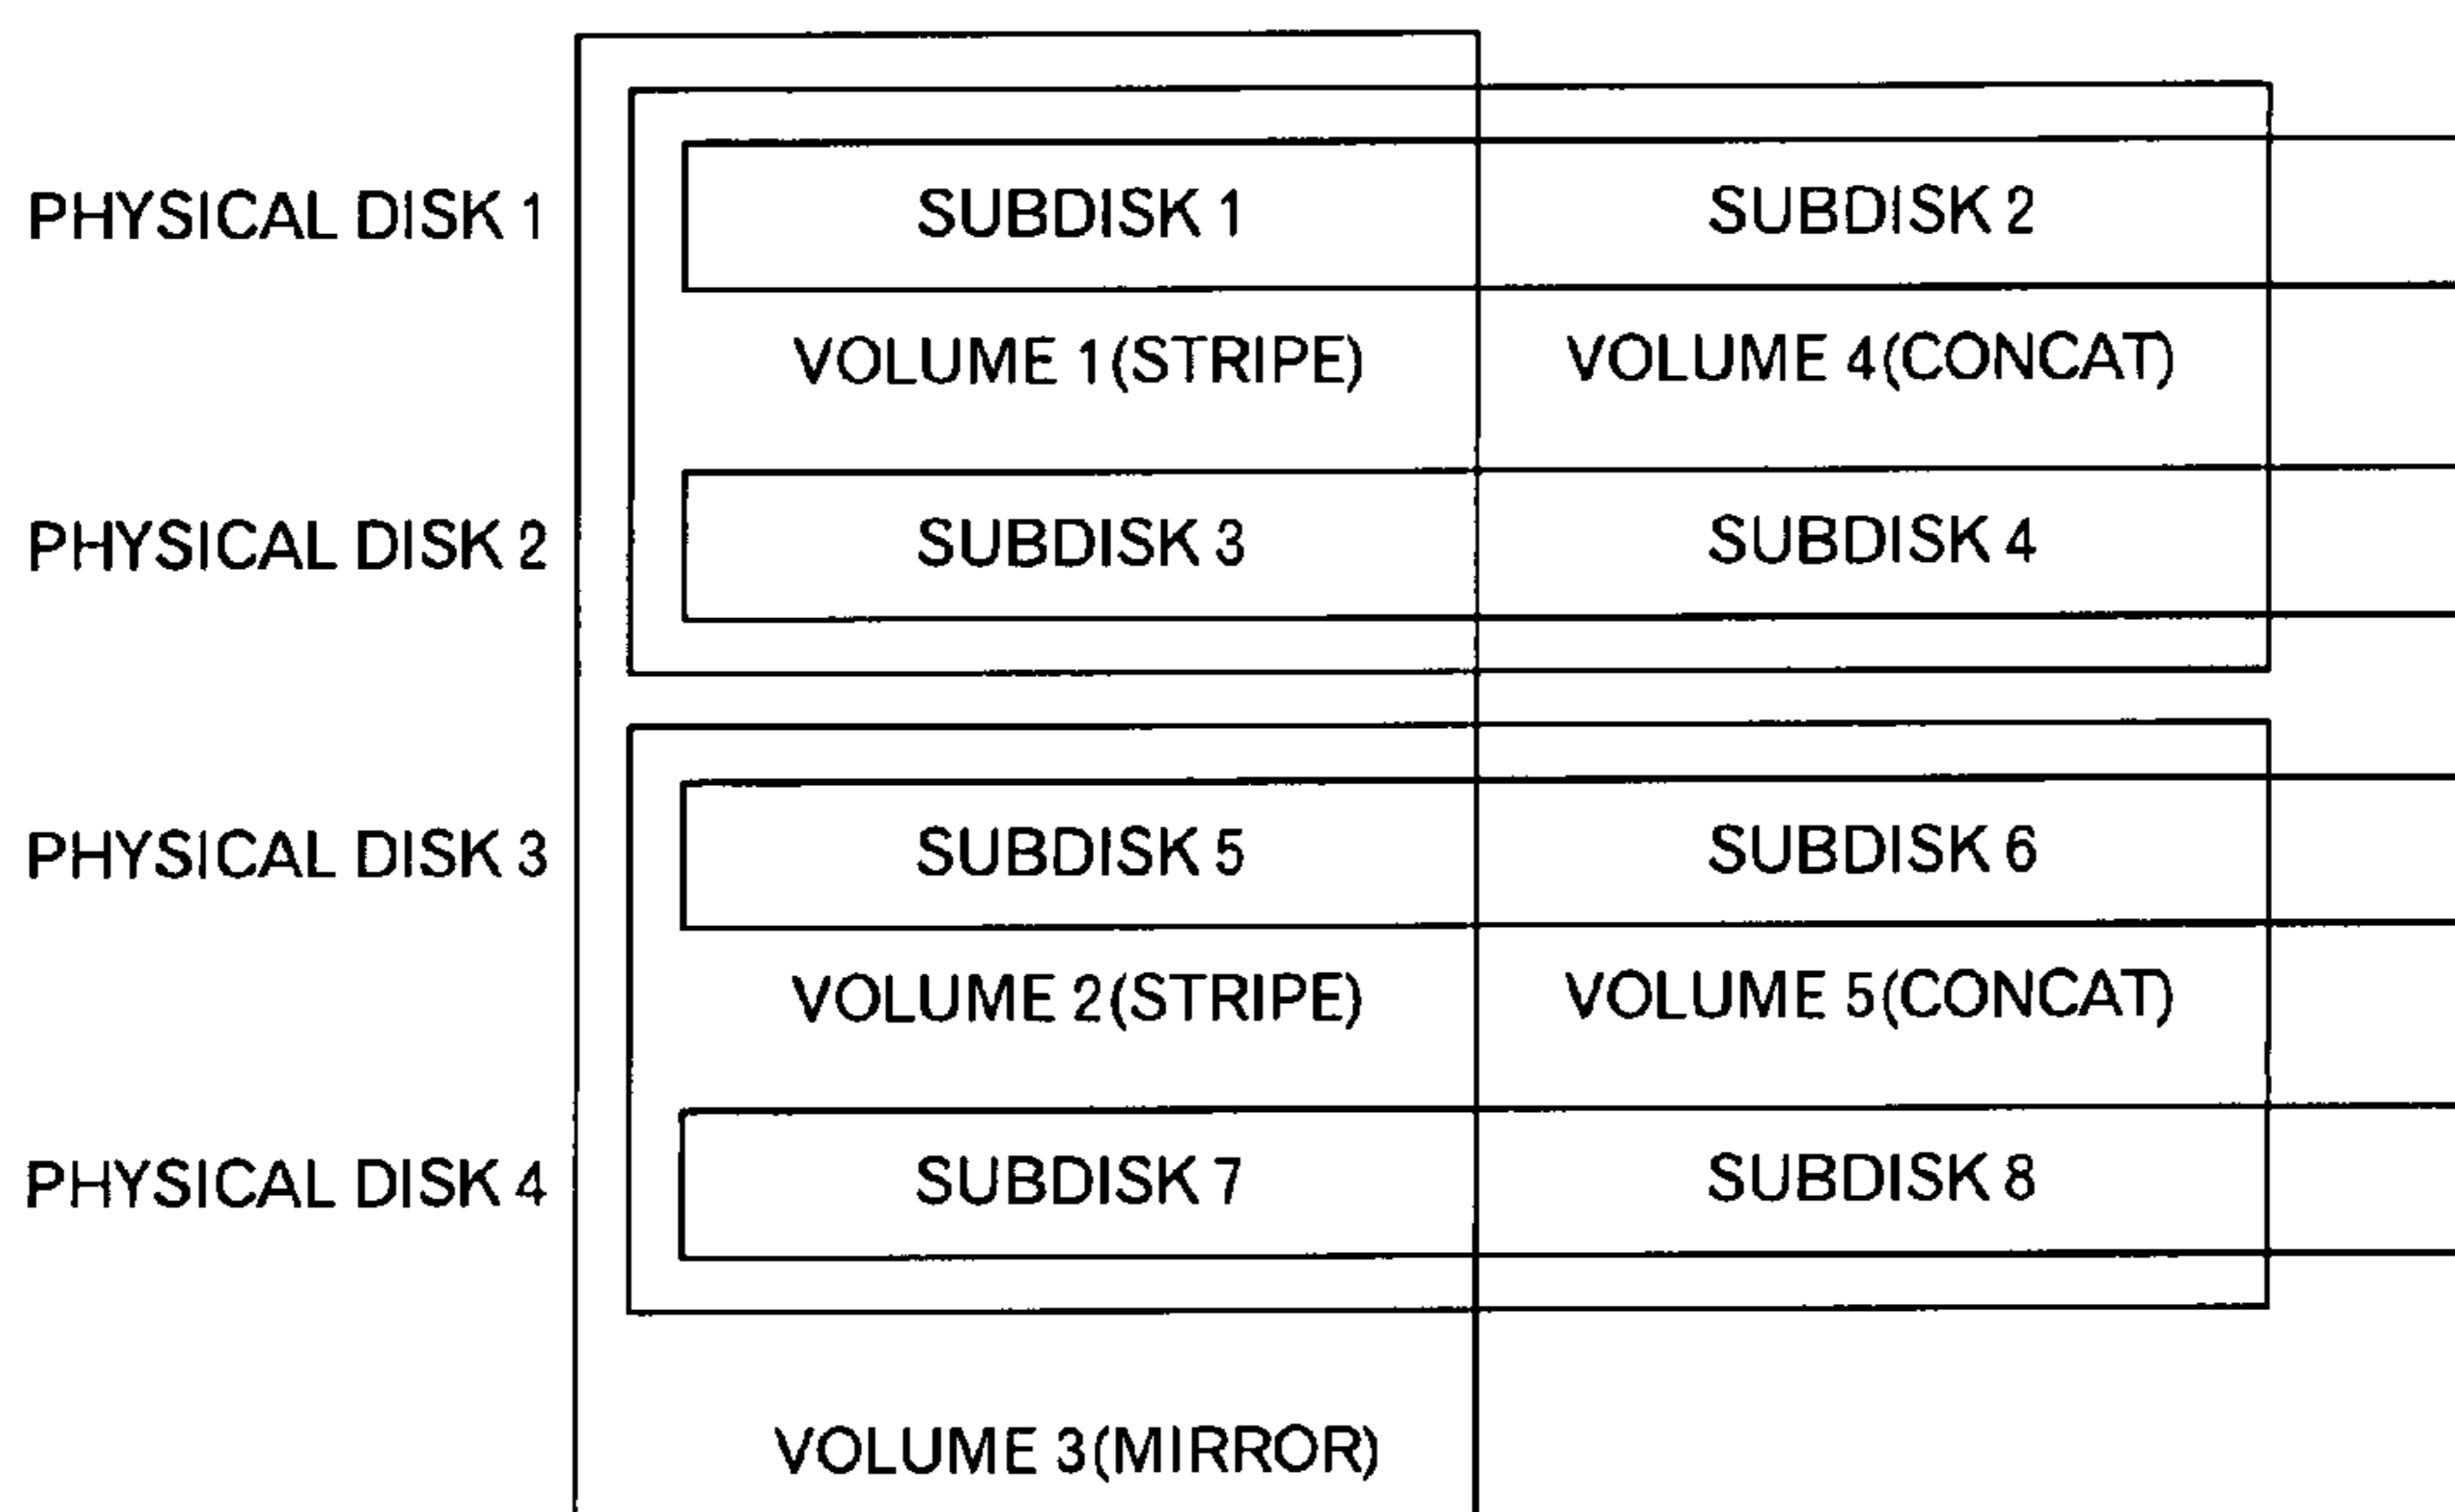 PHYSICAL DISK 1 SUBDISK 1 SUBDISK 2
VOLUME 1(STRIPE) VOLUME 4(CONCAT)
PHYSICAL DISK 2 SUBDISK 3 SUBDISK 4
PHYSICAL DISK 3 SUBDISK 5 SUBDISK 6
VOLUME 2(STRIPE) VOLUME 5(CONCAT)
PHYSICAL DISK 4 SUBDISK 7 SUBDISK 8
VOLUME 3(MIRROR)